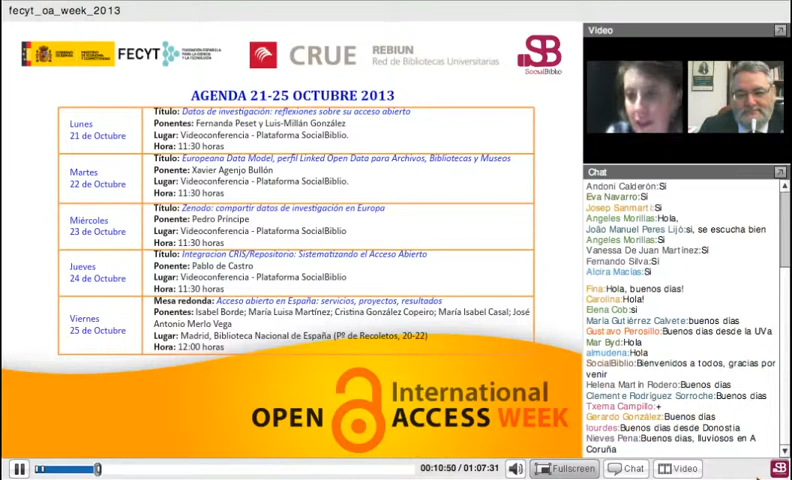 fecyt_oa_week_2013
FECYT
CRUE
REBIUN
Red de Bibliotecas Universitarias
SB
SocialBiblio
AGENDA 21-25 OCTUBRE 2013
Lunes
21 de Octubre
Título: Datos de investigación: reflexiones sobre su acceso abierto
Ponentes: Fernanda Peset y Luis-Millán González
Lugar: Videoconferencia - Plataforma SocialBiblio.
Hora: 11:30 horas
Martes
22 de Octubre
Título: Europeana Data Model, perfil Linked Open Data para Archivos, Bibliotecas y Museos
Ponente: Xavier Agenjo Bullón
Lugar: Videoconferencia - Plataforma SocialBiblio.
Hora: 11:30 horas
Miércoles
23 de Octubre
Título: Zenodo: compartir datos de investigación en Europa
Ponente: Pedro Príncipe
Lugar: Videoconferencia - Plataforma SocialBiblio
Hora: 11:30 horas
Jueves
24 de Octubre
Título: Integracion CRIS/Repositorio: Sistematizando el Acceso Abierto
Ponente: Pablo de Castro
Lugar: Videoconferencia - Plataforma SocialBiblio
Hora: 11:30 horas
Viernes
25 de Octubre
Mesa redonda: Acceso abierto en España: servicios, proyectos, resultados
Ponentes: Isabel Borde; María Luisa Martínez; Cristina González Copeiro; María Isabel Casal; José
Antonio Merlo Vega
Lugar: Madrid, Biblioteca Nacional de España (Pº de Recoletos, 20-22)
Hora: 12:00 horas
International
OPEN ACCESS WEEK
Video
Chat
Andoni Calderón:Si
Eva Navarro:Si
Josep Sanmartí:Si
Angeles Morillas:Hola,
João Manuel Peres Lijó:si, se escucha bien
Angeles Morillas:Si
Vanessa De Juan Martínez:Sí
Fernando Silva:Si
Alcira Macías:Si
Fina:Hola, buenos días!
Carolina:Hola!
Elena Cob:si
María Gutiérrez Calvete:buenos días
Gustavo Perosillo:Buenos días desde la UVa
Mar Byd:Hola
almudena:Hola
SocialBiblio:Bienvenidos a todos, gracias por
venir
Helena Martín Rodero:Buenos días
Clemente Rodríguez Sorroche:Buenos días
Txema Campillo:+
Gerardo González:Buenos días
lourdes:Buenos días desde Donostia
Nieves Pena:Buenos días, lluviosos en A
Coruña
00:10:50 / 01:07:31
Fullscreen
Chat
Video
SB